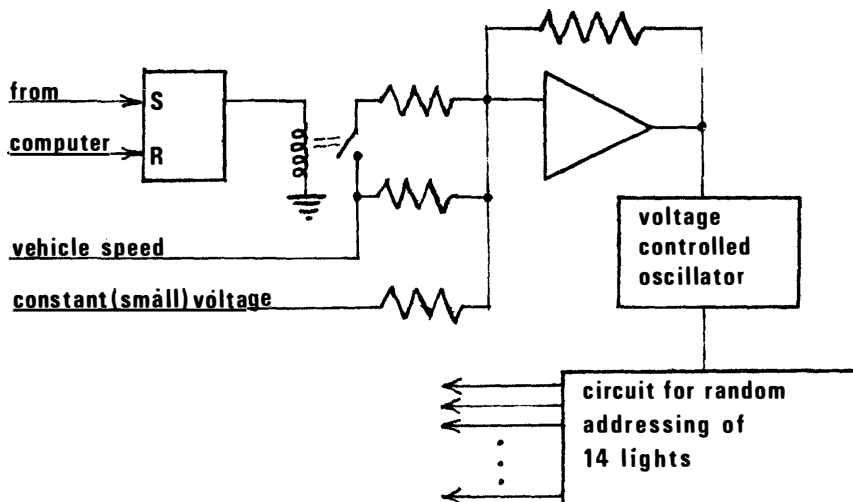 from
S
computer
R
vehicle speed
constant(small) voltage
voltage
controlled
oscillator
circuit for random
addressing of
14 lights